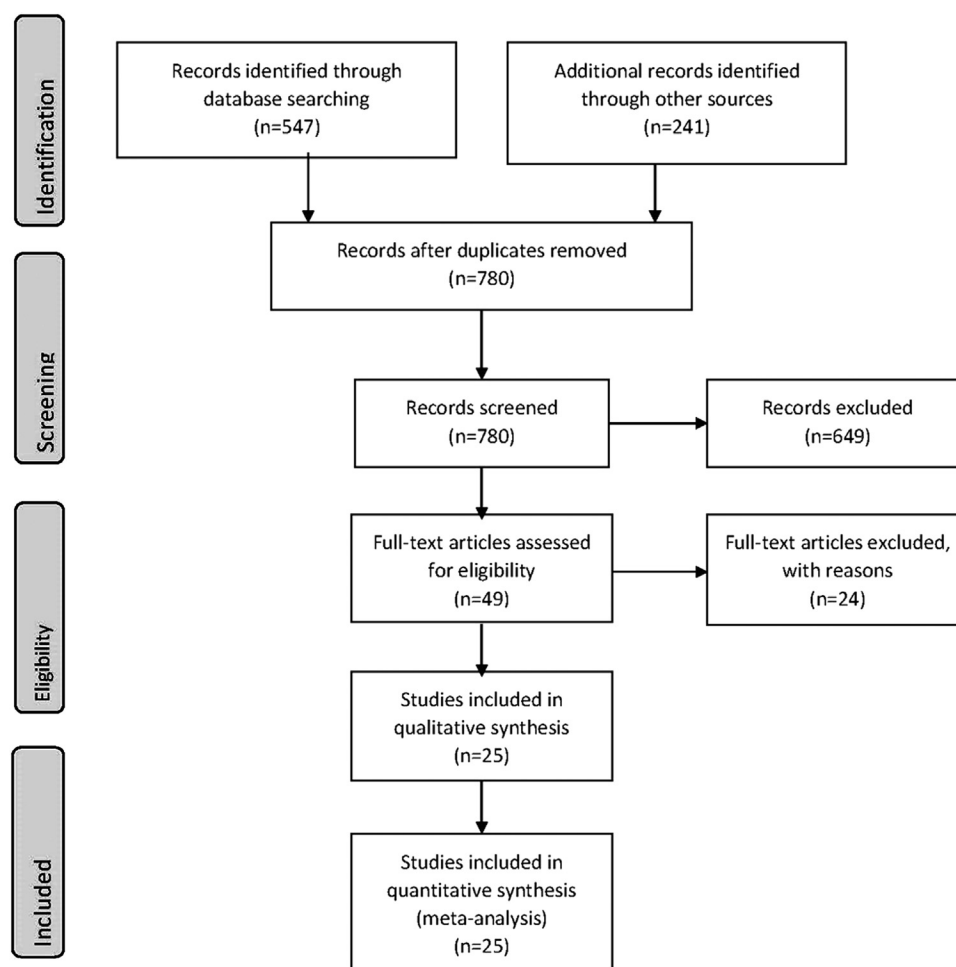 Identification
Records identified through
database searching
(n=547)
Additional records identified
through other sources
(n=241)
Records after duplicates removed
(n=780)
Screening
Records screened
(n=780)
Records excluded
(n=649)
Eligibility
Full-text articles assessed
for eligibility
(n=49)
Full-text articles excluded,
with reasons
(n=24)
Studies included in
qualitative synthesis
(n=25)
Included
Studies included in
quantitative synthesis
(meta-analysis)
(n=25)